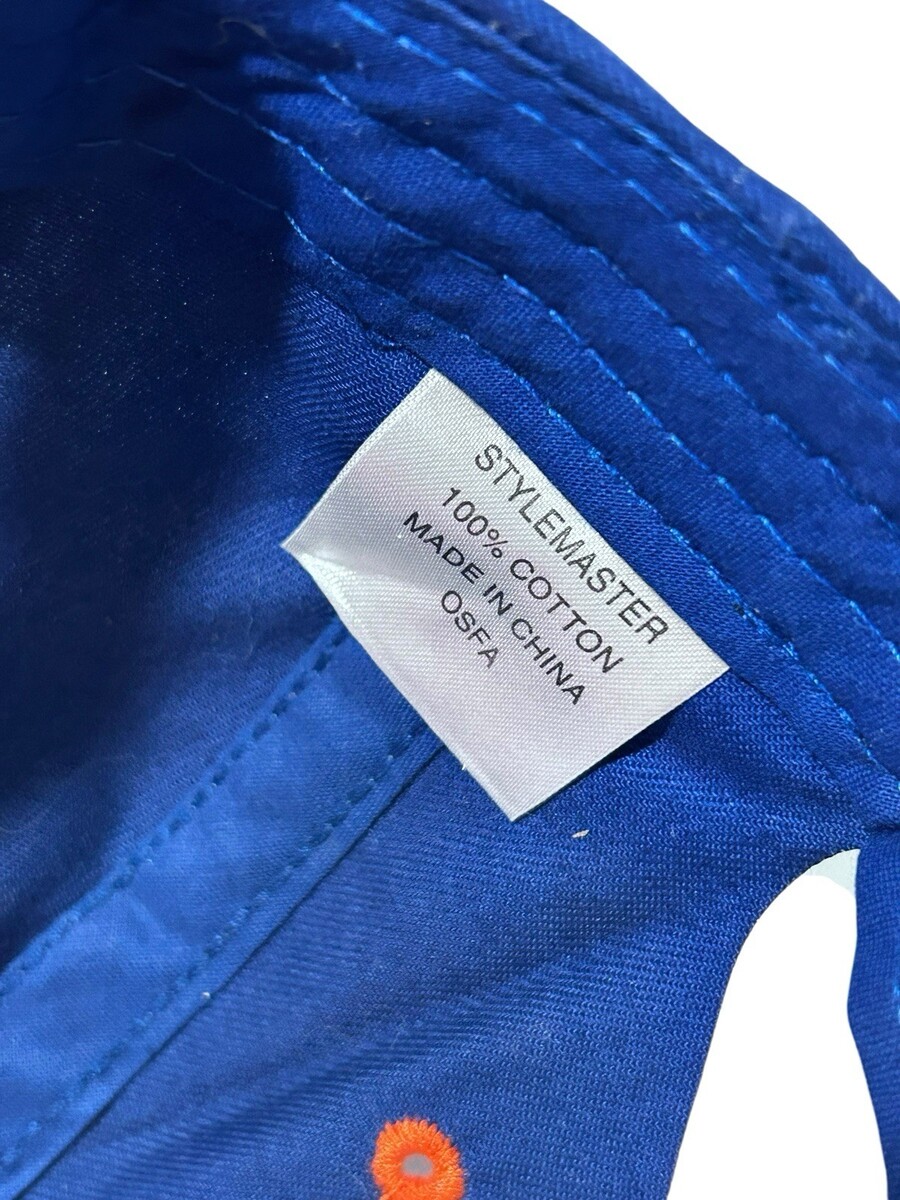 STYLEMASTER
100% COTTON
MADE IN CHINA
OSFA